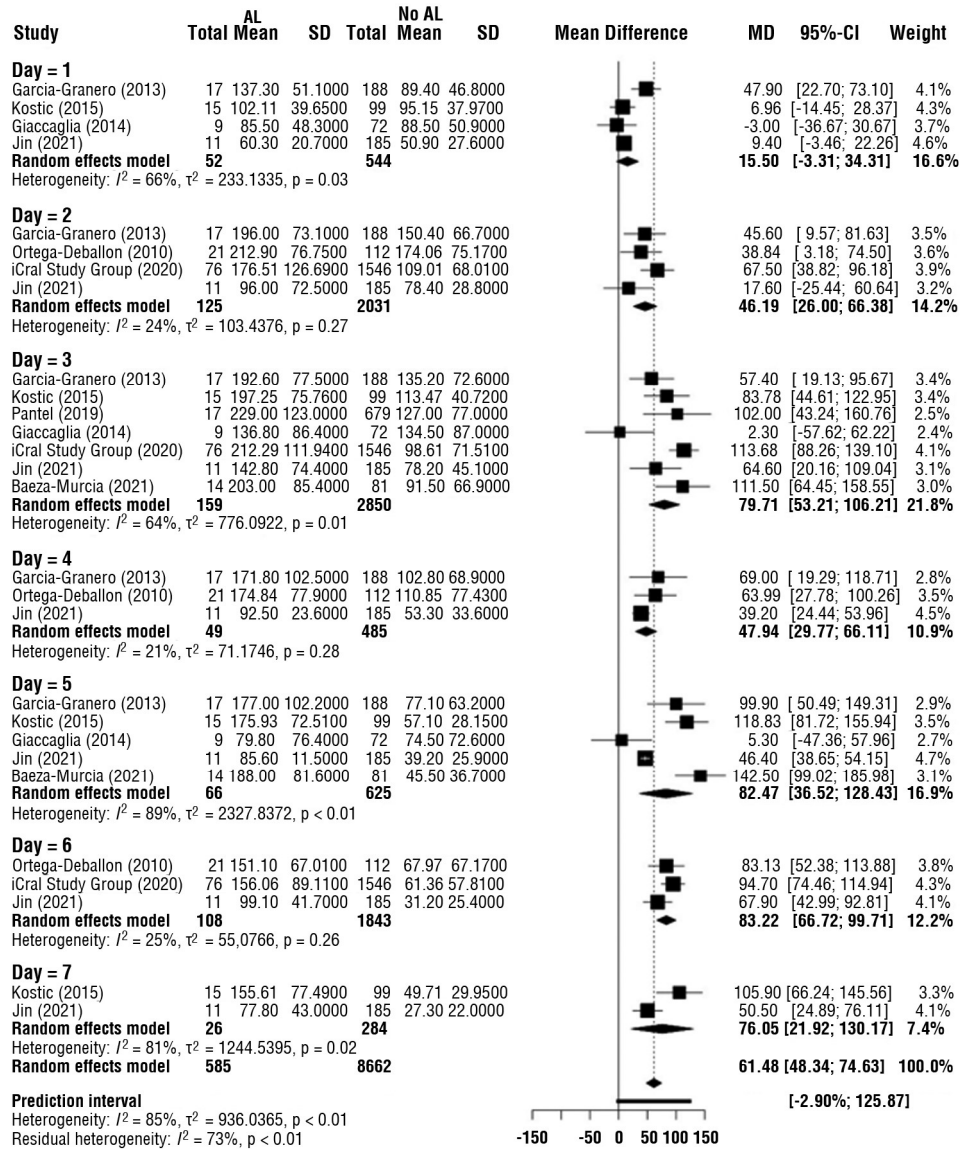 AL No AL
Study Total Mean SD Total Mean SD Mean Difference MD 95%-CI Weight
Day = 1
Garcia-Granero (2013) 17 137.30 51.1000 188 89.40 46.8000 47.90 [22.70; 73.10] 4.1%
Kostic (2015) 15 102.11 39.6500 99 95.15 37.9700 6.96 [-14.45; 28.37] 4.3%
Giaccaglia (2014) 9 85.50 48.3000 72 88.50 50.9000 -3.00 [-36.67; 30.67] 3.7%
Jin (2021) 11 60.30 20.7000 185 50.90 27.6000 9.40 [-3.46; 22.26] 4.6%
Random effects model 52 544 15.50 [-3.31; 34.31] 16.6%
Heterogeneity: I² = 66%, τ² = 233.1335, p = 0.03
Day = 2
Garcia-Granero (2013) 17 196.00 73.1000 188 150.40 66.7000 45.60 [ 9.57; 81.63] 3.5%
Ortega-Deballon (2010) 21 212.90 76.7500 112 174.06 75.1700 38.84 [ 3.18; 74.50] 3.6%
iCral Study Group (2020) 76 176.51 126.6900 1546 109.01 68.0100 67.50 [38.82; 96.18] 3.9%
Jin (2021) 11 96.00 72.5000 185 78.40 28.8000 17.60 [-25.44; 60.64] 3.2%
Random effects model 125 2031 46.19 [26.00; 66.38] 14.2%
Heterogeneity: I² = 24%, τ² = 103.4376, p = 0.27
Day = 3
Garcia-Granero (2013) 17 192.60 77.5000 188 135.20 72.6000 57.40 [ 19.13; 95.67] 3.4%
Kostic (2015) 15 197.25 75.7600 99 113.47 40.7200 83.78 [44.61; 122.95] 3.4%
Pantel (2019) 17 229.00 123.0000 679 127.00 77.0000 102.00 [43.24; 160.76] 2.5%
Giaccaglia (2014) 9 136.80 86.4000 72 134.50 87.0000 2.30 [-57.62; 62.22] 2.4%
iCral Study Group (2020) 76 212.29 111.9400 1546 98.61 71.5100 113.68 [88.26; 139.10] 4.1%
Jin (2021) 11 142.80 74.4000 185 78.20 45.1000 64.60 [20.16; 109.04] 3.1%
Baeza-Murcia (2021) 14 203.00 85.4000 81 91.50 66.9000 111.50 [64.45; 158.55] 3.0%
Random effects model 159 2850 79.71 [53.21; 106.21] 21.8%
Heterogeneity: I² = 64%, τ² = 776.0922, p = 0.01
Day = 4
Garcia-Granero (2013) 17 171.80 102.5000 188 102.80 68.9000 69.00 [ 19.29; 118.71] 2.8%
Ortega-Deballon (2010) 21 174.84 77.9000 112 110.85 77.4300 63.99 [27.78; 100.26] 3.5%
Jin (2021) 11 92.50 23.6000 185 53.30 33.6000 39.20 [24.44; 53.96] 4.5%
Random effects model 49 485 47.94 [29.77; 66.11] 10.9%
Heterogeneity: I² = 21%, τ² = 71.1746, p = 0.28
Day = 5
Garcia-Granero (2013) 17 177.00 102.2000 188 77.10 63.2000 99.90 [ 50.49; 149.31] 2.9%
Kostic (2015) 15 175.93 72.5100 99 57.10 28.1500 118.83 [81.72; 155.94] 3.5%
Giaccaglia (2014) 9 79.80 76.4000 72 74.50 72.6000 5.30 [-47.36; 57.96] 2.7%
Jin (2021) 11 85.60 11.5000 185 39.20 25.9000 46.40 [38.65; 54.15] 4.7%
Baeza-Murcia (2021) 14 188.00 81.6000 81 45.50 36.7000 142.50 [99.02; 185.98] 3.1%
Random effects model 66 625 82.47 [36.52; 128.43] 16.9%
Heterogeneity: I² = 89%, τ² = 2327.8372, p < 0.01
Day = 6
Ortega-Deballon (2010) 21 151.10 67.0100 112 67.97 67.1700 83.13 [52.38; 113.88] 3.8%
iCral Study Group (2020) 76 156.06 89.1100 1546 61.36 57.8100 94.70 [74.46; 114.94] 4.3%
Jin (2021) 11 99.10 41.7000 185 31.20 25.4000 67.90 [42.99; 92.81] 4.1%
Random effects model 108 1843 83.22 [66.72; 99.71] 12.2%
Heterogeneity: I² = 25%, τ² = 55,0766, p = 0.26
Day = 7
Kostic (2015) 15 155.61 77.4900 99 49.71 29.9500 105.90 [66.24; 145.56] 3.3%
Jin (2021) 11 77.80 43.0000 185 27.30 22.0000 50.50 [24.89; 76.11] 4.1%
Random effects model 26 284 76.05 [21.92; 130.17] 7.4%
Heterogeneity: I² = 81%, τ² = 1244.5395, p = 0.02
Random effects model 585 8662 61.48 [48.34; 74.63] 100.0%
Prediction interval [-2.90%; 125.87]
Heterogeneity: I² = 85%, τ² = 936.0365, p < 0.01
Residual heterogeneity: I² = 73%, p < 0.01
-150 -50 0 50 100 150